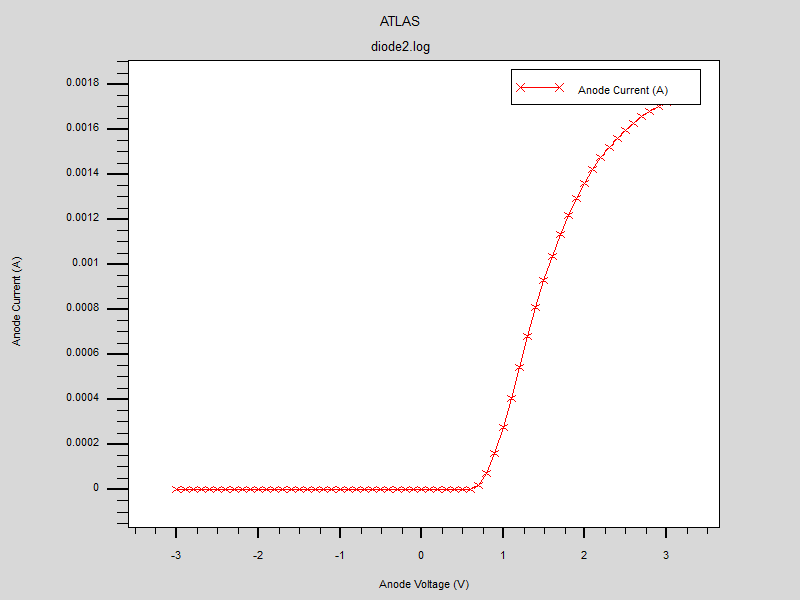 ATLAS
diode2.log
Anode Current (A)
0.0018
0.0016
0.0014
0.0012
0.001
0.0008
0.0006
0.0004
0.0002
0
Anode Current (A)
-3 -2 -1 0 1 2 3
Anode Voltage (V)